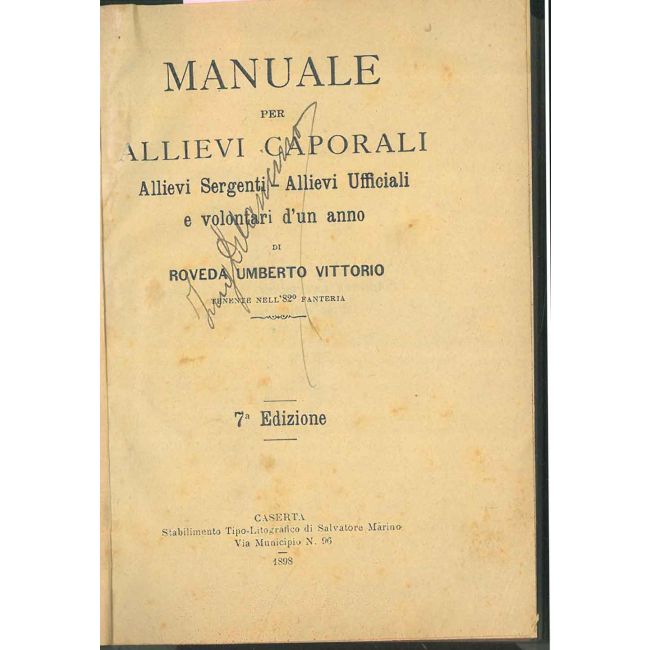 MANUALE
PER
ALLIEVI CAPORALI
Allievi Sergenti - Allievi Ufficiali
e volontari d'un anno
DI
ROVEDA UMBERTO VITTORIO
TENENTE NELL'82º FANTERIA
7ª Edizione
CASERTA
Stabilimento Tipo-Litografico di Salvatore Marino
Via Municipio N. 96
1898